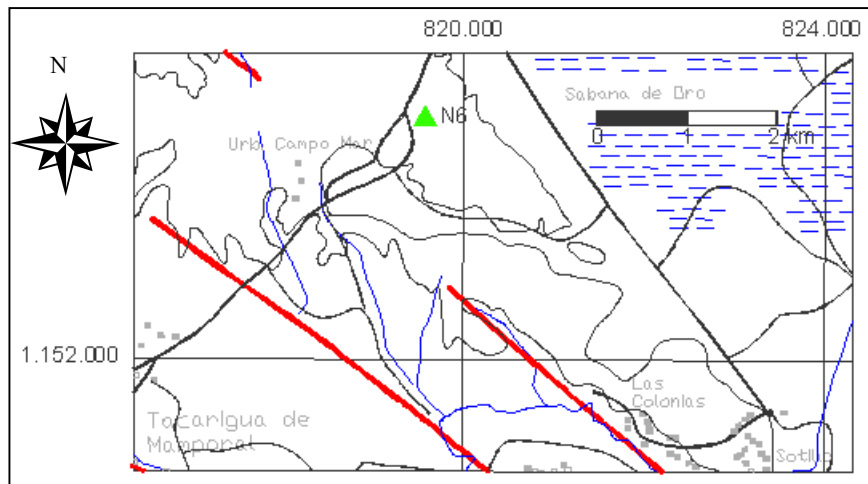 820.000 824.000
N
Sabana de Oro
N6
0 1 2 km
Urb Campo Mar
1.152.000
Las
Colonias
Tacarigua de
Mamporal
Sotillo